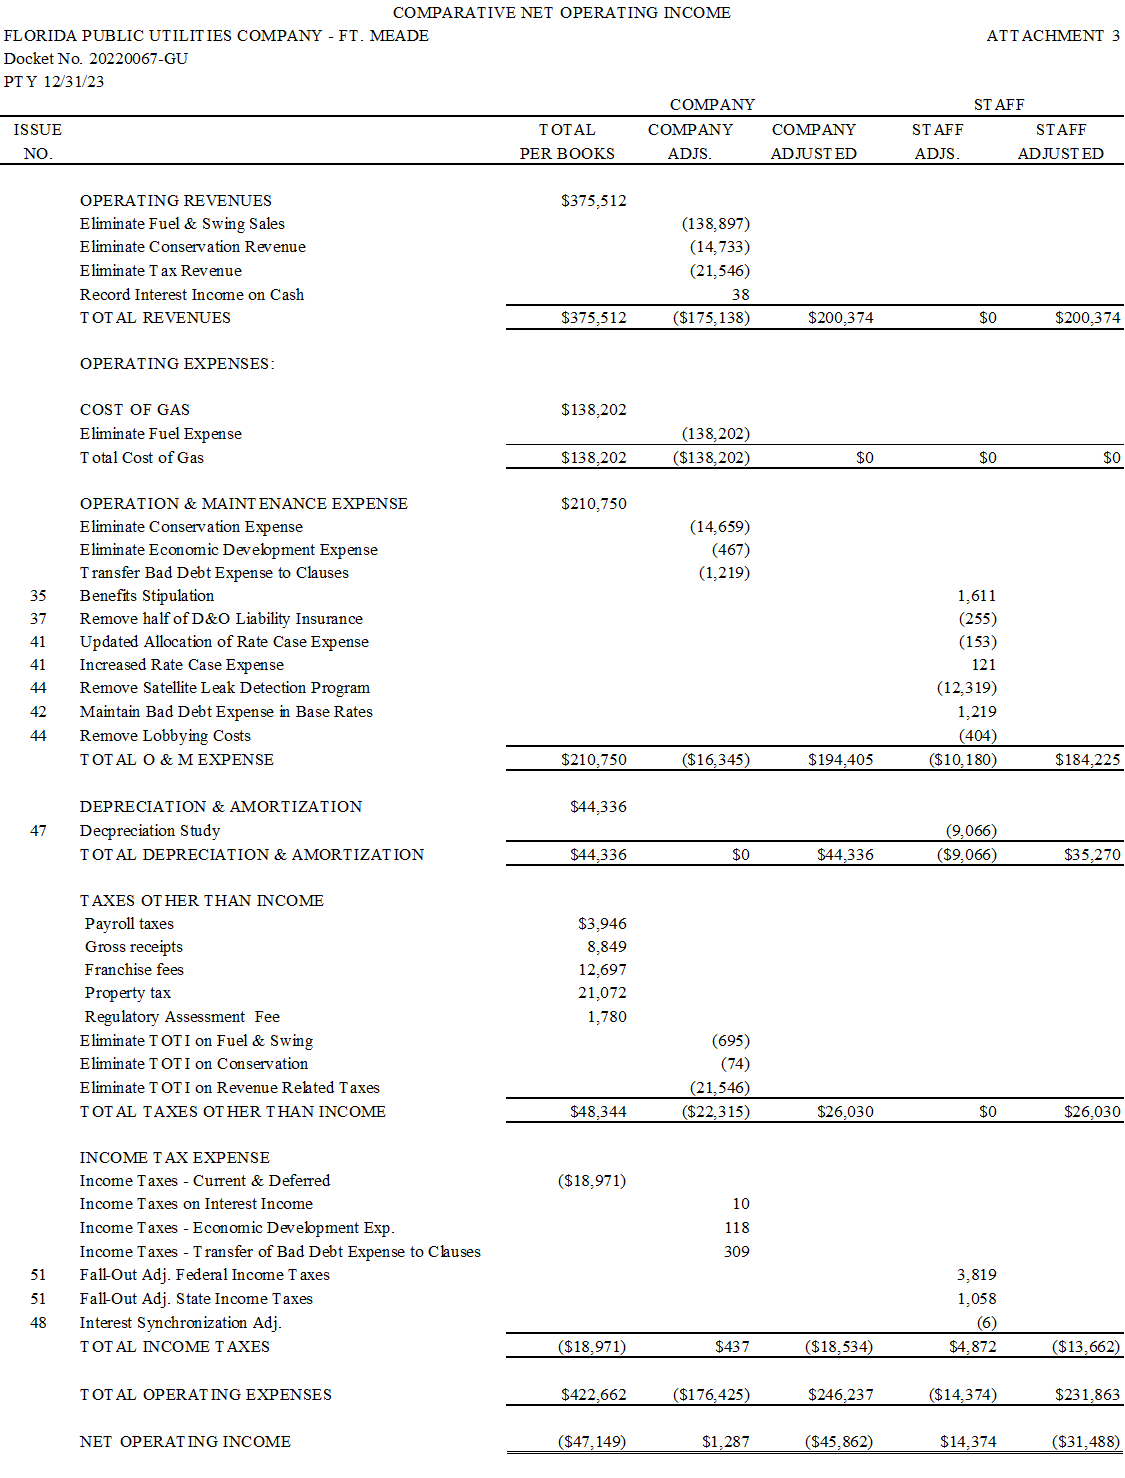 COMPARATIVE NET OPERATING INCOME
FLORIDA PUBLIC UTILITIES COMPANY - FT. MEADE ATTACHMENT 3
Docket No. 20220067-GU
PTY 12/31/23
COMPANY STAFF
ISSUE TOTAL COMPANY COMPANY STAFF STAFF
NO. PER BOOKS ADJS. ADJUSTED ADJS. ADJUSTED
OPERATING REVENUES $375,512
Eliminate Fuel & Swing Sales (138,897)
Eliminate Conservation Revenue (14,733)
Eliminate Tax Revenue (21,546)
Record Interest Income on Cash 38
TOTAL REVENUES $375,512 ($175,138) $200,374 $0 $200,374
OPERATING EXPENSES:
COST OF GAS $138,202
Eliminate Fuel Expense (138,202)
Total Cost of Gas $138,202 ($138,202) $0 $0 $0
OPERATION & MAINTENANCE EXPENSE $210,750
Eliminate Conservation Expense (14,659)
Eliminate Economic Development Expense (467)
Transfer Bad Debt Expense to Clauses (1,219)
35 Benefits Stipulation 1,611
37 Remove half of D&O Liability Insurance (255)
41 Updated Allocation of Rate Case Expense (153)
41 Increased Rate Case Expense 121
44 Remove Satellite Leak Detection Program (12,319)
42 Maintain Bad Debt Expense in Base Rates 1,219
44 Remove Lobbying Costs (404)
TOTAL O & M EXPENSE $210,750 ($16,345) $194,405 ($10,180) $184,225
DEPRECIATION & AMORTIZATION $44,336
47 Decpreciation Study (9,066)
TOTAL DEPRECIATION & AMORTIZATION $44,336 $0 $44,336 ($9,066) $35,270
TAXES OTHER THAN INCOME
Payroll taxes $3,946
Gross receipts 8,849
Franchise fees 12,697
Property tax 21,072
Regulatory Assessment Fee 1,780
Eliminate TOTI on Fuel & Swing (695)
Eliminate TOTI on Conservation (74)
Eliminate TOTI on Revenue Related Taxes (21,546)
TOTAL TAXES OTHER THAN INCOME $48,344 ($22,315) $26,030 $0 $26,030
INCOME TAX EXPENSE
Income Taxes - Current & Deferred ($18,971)
Income Taxes on Interest Income 10
Income Taxes - Economic Development Exp. 118
Income Taxes - Transfer of Bad Debt Expense to Clauses 309
51 Fall-Out Adj. Federal Income Taxes 3,819
51 Fall-Out Adj. State Income Taxes 1,058
48 Interest Synchronization Adj. (6)
TOTAL INCOME TAXES ($18,971) $437 ($18,534) $4,872 ($13,662)
TOTAL OPERATING EXPENSES $422,662 ($176,425) $246,237 ($14,374) $231,863
NET OPERATING INCOME ($47,149) $1,287 ($45,862) $14,374 ($31,488)